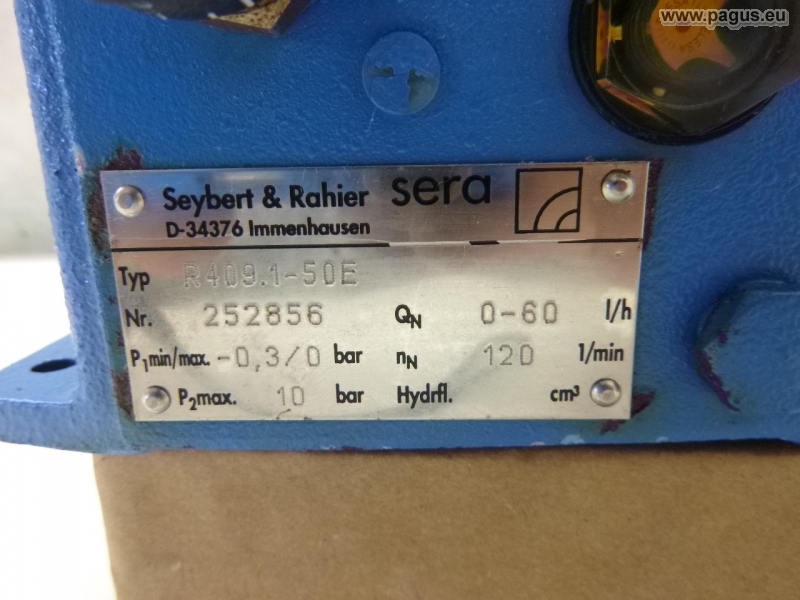 www.pagus.eu
Seybert & Rahier sera
D-34376 Immenhausen
Typ R409.1-50E
Nr. 252856 QN 0-60 l/h
P1min/max. -0,3/0 bar nN 120 1/min
P2max. 10 bar Hydrfl. cm³